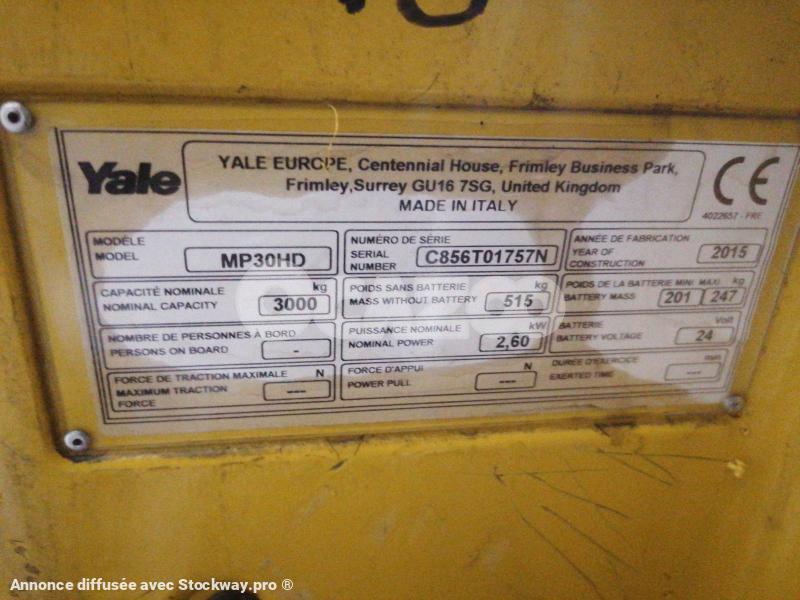 Yale
YALE EUROPE, Centennial House, Frimley Business Park,
Frimley,Surrey GU16 7SG, United Kingdom
MADE IN ITALY
CE
4022657 - FRE
MODÈLE
MODEL
MP30HD
NUMÉRO DE SÉRIE
SERIAL
NUMBER
C856T01757N
ANNÉE DE FABRICATION
YEAR OF
CONSTRUCTION
2015
CAPACITÉ NOMINALE kg
NOMINAL CAPACITY
3000
POIDS SANS BATTERIE kg
MASS WITHOUT BATTERY
515
POIDS DE LA BATTERIE MINI MAXI kg
BATTERY MASS
201 247
NOMBRE DE PERSONNES À BORD
PERSONS ON BOARD
-
PUISSANCE NOMINALE kW
NOMINAL POWER
2,60
BATTERIE Volt
BATTERY VOLTAGE
24
FORCE DE TRACTION MAXIMALE N
MAXIMUM TRACTION
FORCE
---
FORCE D'APPUI N
POWER PULL
---
DURÉE D'EXERCICE min
EXERTED TIME
---
Annonce diffusée avec Stockway.pro ®